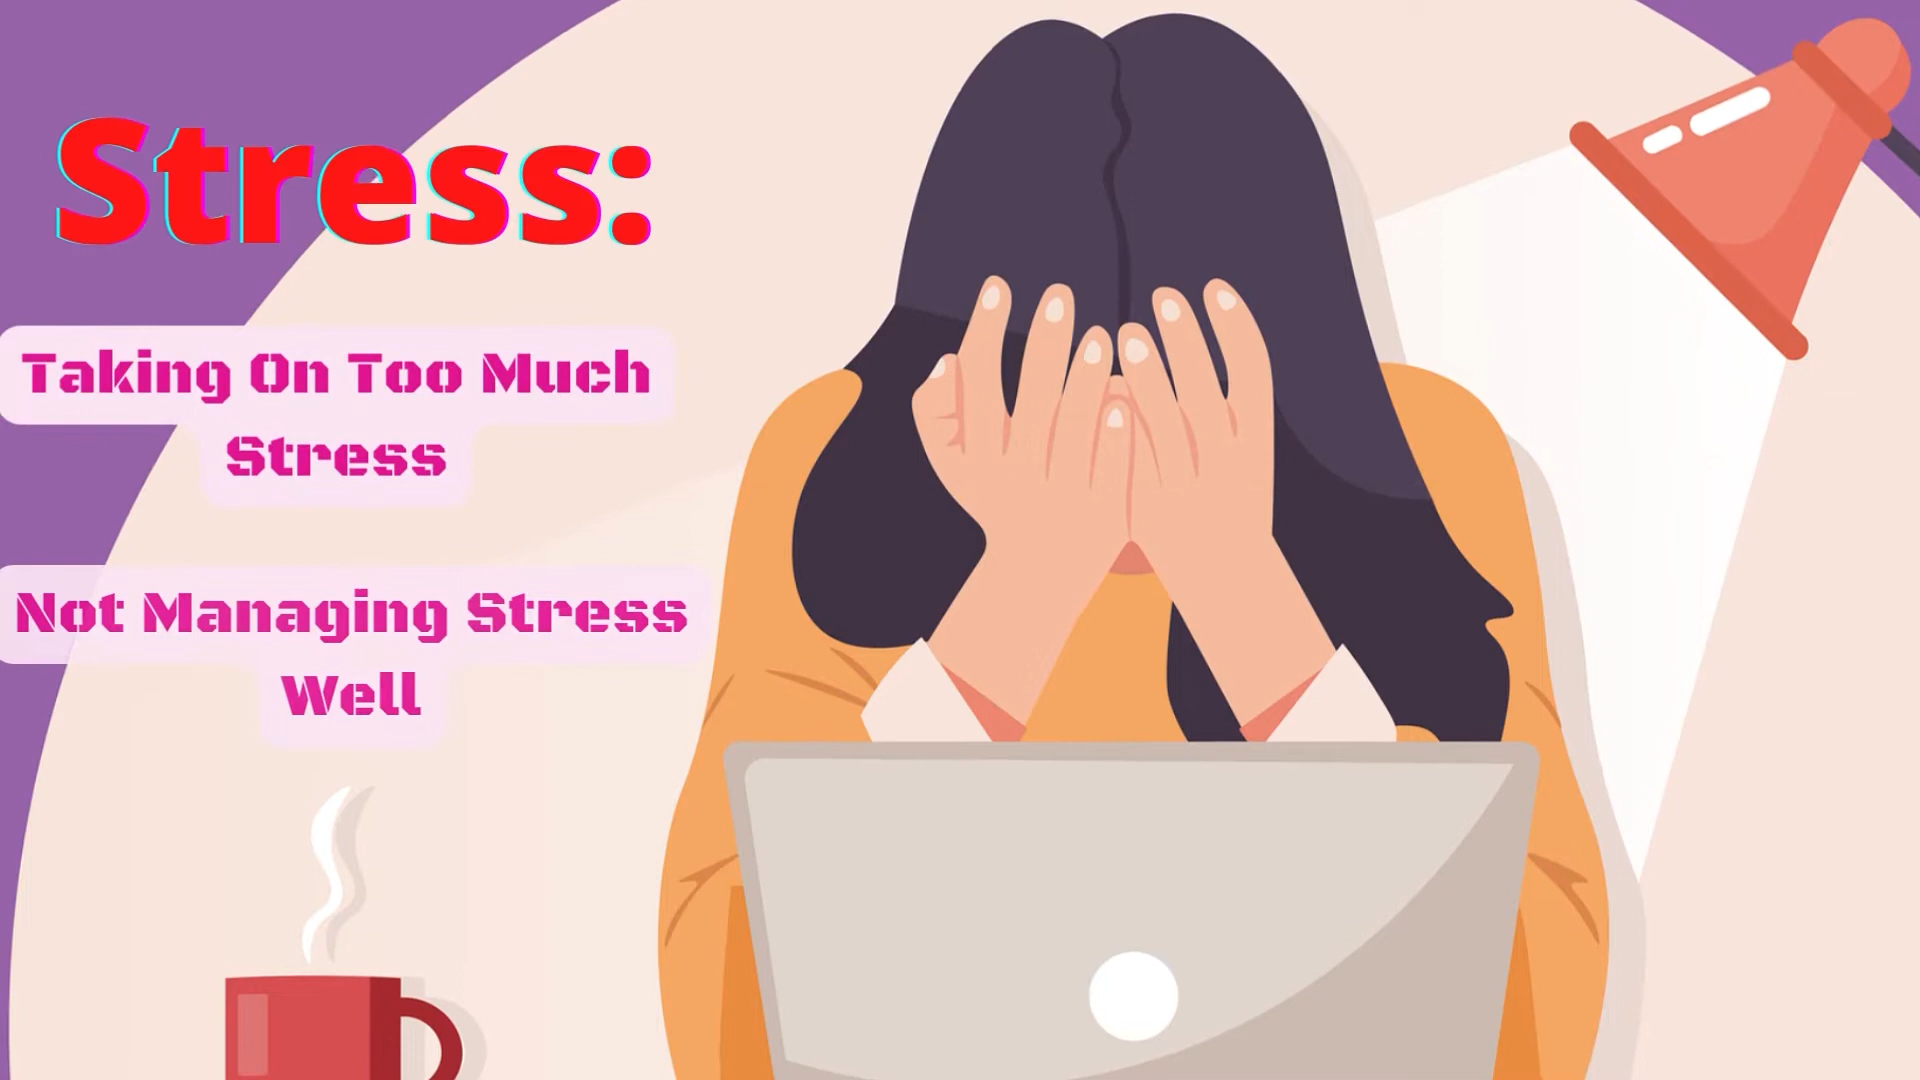 Stress:
Taking On Too Much
Stress
Not Managing Stress
Well